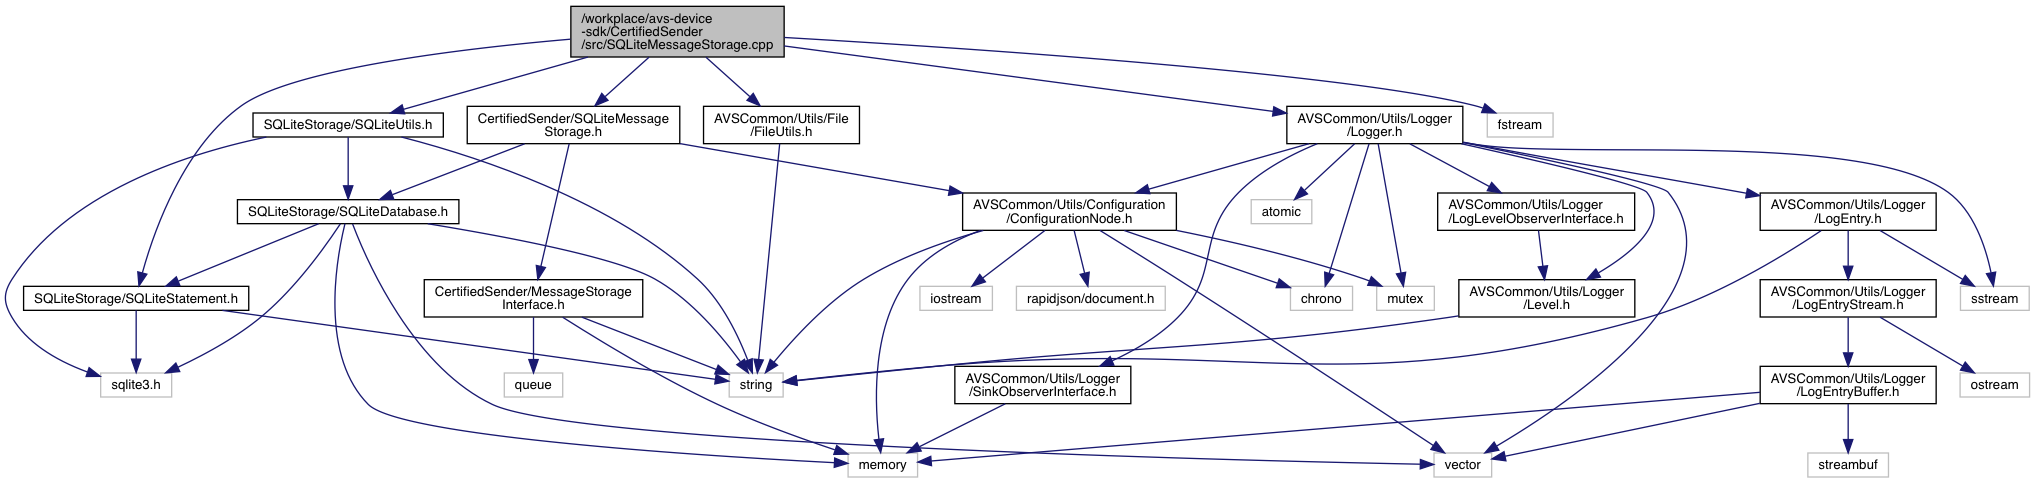 /workplace/avs-device
-sdk/CertifiedSender
/src/SQLiteMessageStorage.cpp
SQLiteStorage/SQLiteUtils.h
CertifiedSender/SQLiteMessage
Storage.h
AVSCommon/Utils/File
/FileUtils.h
AVSCommon/Utils/Logger
/Logger.h
fstream
SQLiteStorage/SQLiteDatabase.h
AVSCommon/Utils/Configuration
/ConfigurationNode.h
atomic
AVSCommon/Utils/Logger
/LogLevelObserverInterface.h
AVSCommon/Utils/Logger
/LogEntry.h
SQLiteStorage/SQLiteStatement.h
CertifiedSender/MessageStorage
Interface.h
iostream
rapidjson/document.h
chrono
mutex
AVSCommon/Utils/Logger
/Level.h
AVSCommon/Utils/Logger
/LogEntryStream.h
sstream
sqlite3.h
queue
string
AVSCommon/Utils/Logger
/SinkObserverInterface.h
AVSCommon/Utils/Logger
/LogEntryBuffer.h
ostream
memory
vector
streambuf